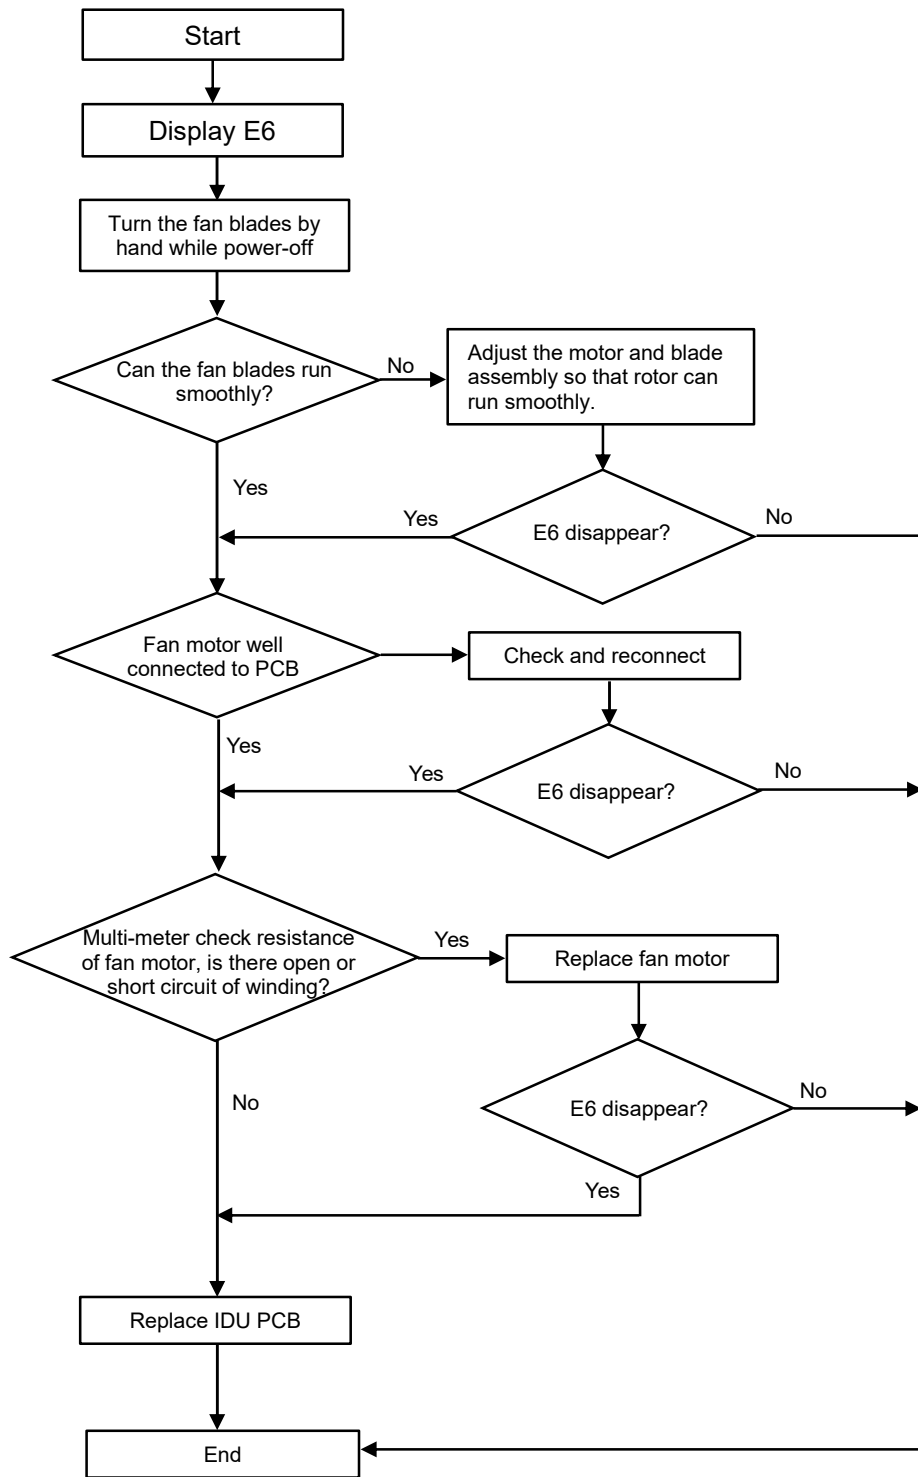 Start
Display E6
Turn the fan blades by
hand while power-off
Can the fan blades run
smoothly?
No
Adjust the motor and blade
assembly so that rotor can
run smoothly.
Yes
Yes
E6 disappear?
No
Fan motor well
connected to PCB
Check and reconnect
Yes
Yes
E6 disappear?
No
Multi-meter check resistance
of fan motor, is there open or
short circuit of winding?
Yes
Replace fan motor
No
E6 disappear?
No
Yes
Replace IDU PCB
End